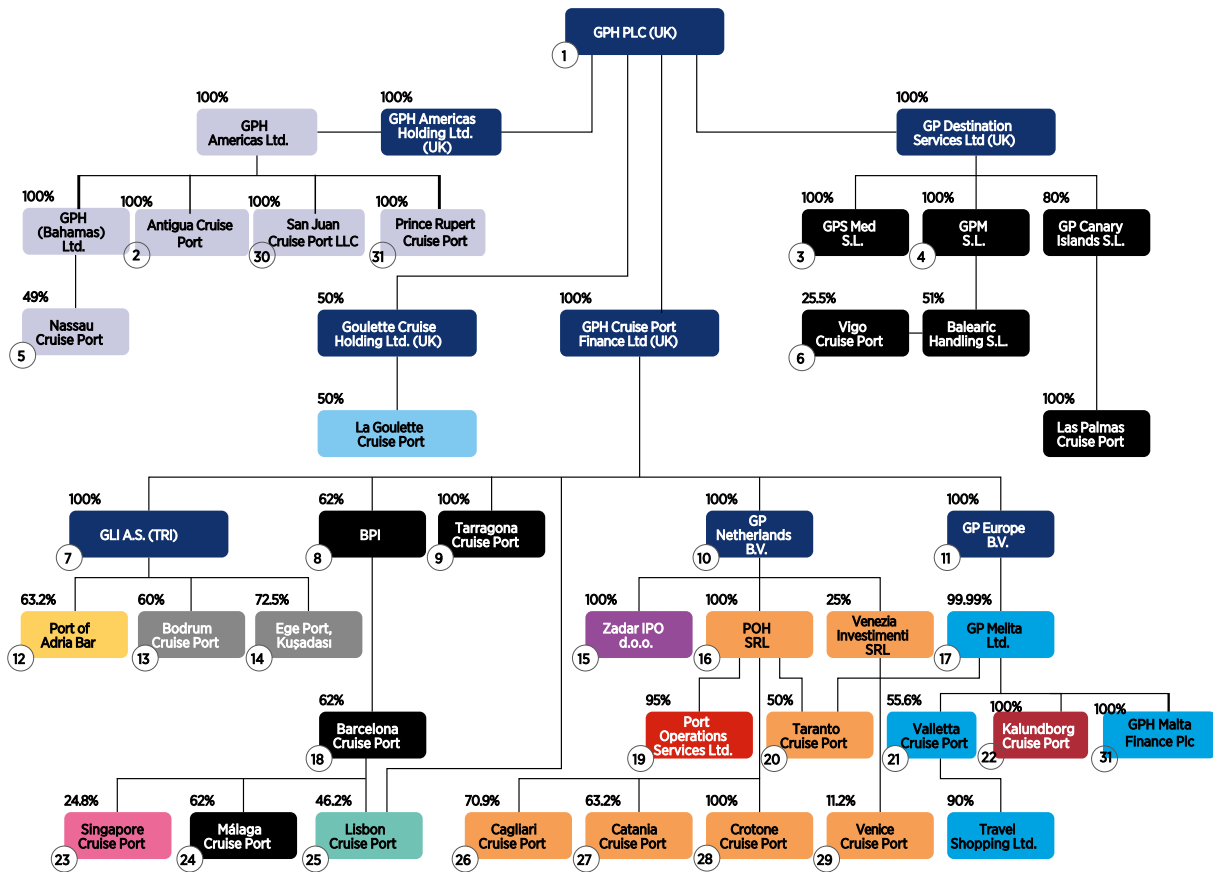 GPH PLC (UK)
1
100%
GPH
Americas Ltd.
100%
GPH Americas
Holding Ltd.
(UK)
100%
GP Destination
Services Ltd (UK)
100%
GPH
(Bahamas)
Ltd.
100%
Antigua Cruise
Port
2
100%
San Juan
Cruise Port LLC
30
100%
Prince Rupert
Cruise Port
31
100%
GPS Med
S.L.
3
100%
GPM
S.L.
4
80%
GP Canary
Islands S.L.
49%
Nassau
Cruise Port
5
50%
Goulette Cruise
Holding Ltd. (UK)
100%
GPH Cruise Port
Finance Ltd (UK)
25.5%
Vigo
Cruise Port
6
51%
Balearic
Handling S.L.
50%
La Goulette
Cruise Port
100%
Las Palmas
Cruise Port
100%
GLI A.S. (TRI)
7
62%
BPI
8
100%
Tarragona
Cruise Port
9
100%
GP
Netherlands
B.V.
10
100%
GP Europe
B.V.
11
63.2%
Port of
Adria Bar
12
60%
Bodrum
Cruise Port
13
72.5%
Ege Port,
Kuşadası
14
100%
Zadar IPO
d.o.o.
15
100%
POH
SRL
16
25%
Venezia
Investimenti
SRL
99.99%
GP Melita
Ltd.
17
62%
Barcelona
Cruise Port
18
95%
Port
Operations
Services Ltd.
19
50%
Taranto
Cruise Port
20
55.6%
Valletta
Cruise Port
21
100%
Kalundborg
Cruise Port
22
100%
GPH Malta
Finance Plc
31
24.8%
Singapore
Cruise Port
23
62%
Málaga
Cruise Port
24
46.2%
Lisbon
Cruise Port
25
70.9%
Cagliari
Cruise Port
26
63.2%
Catania
Cruise Port
27
100%
Crotone
Cruise Port
28
11.2%
Venice
Cruise Port
29
90%
Travel
Shopping Ltd.